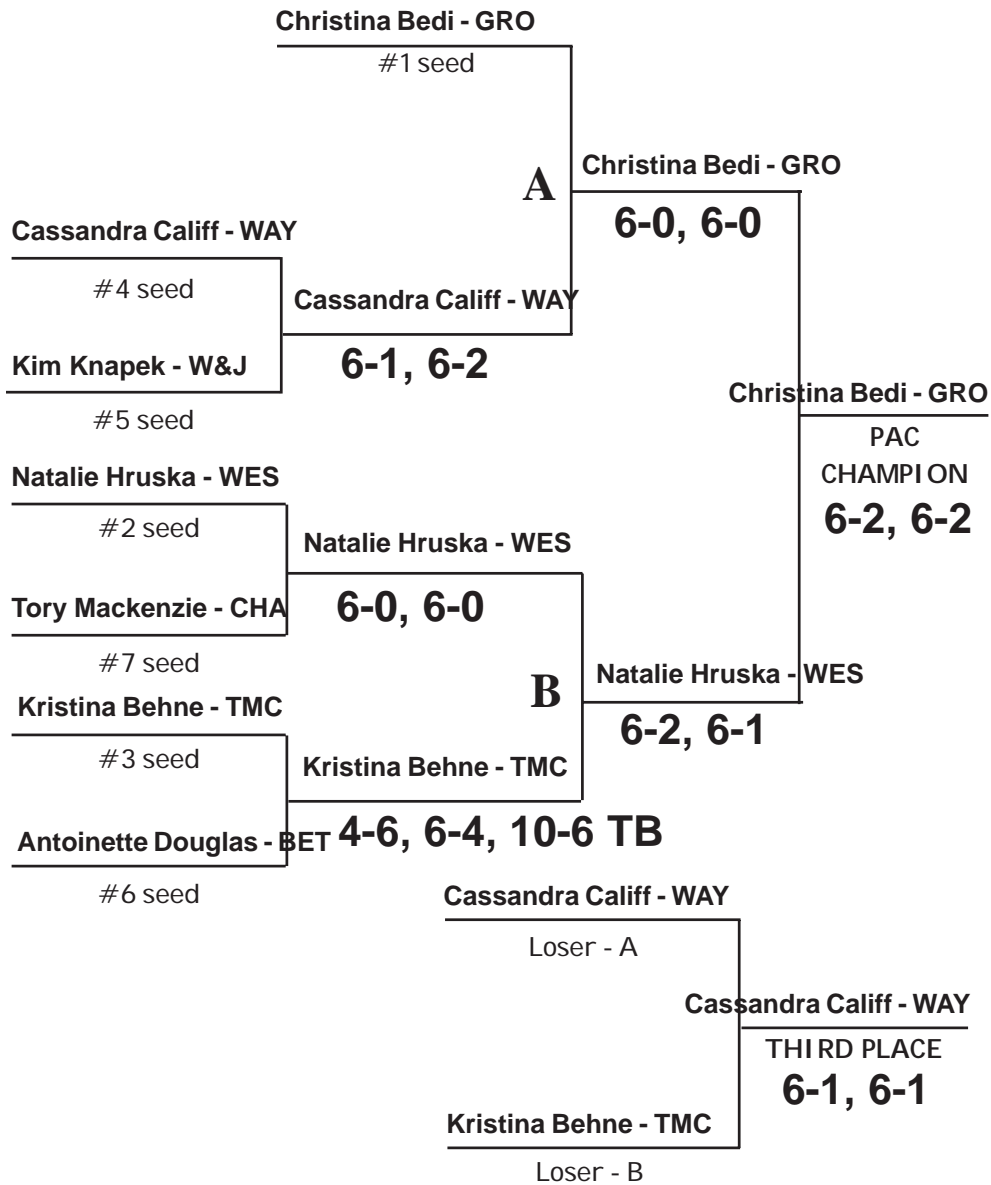 Christina Bedi - GRO
#1 seed
A
Christina Bedi - GRO
6-0, 6-0
Cassandra Califf - WAY
#4 seed
Cassandra Califf - WAY
6-1, 6-2
Kim Knapek - W&J
#5 seed
Christina Bedi - GRO
PAC
CHAMPION
6-2, 6-2
Natalie Hruska - WES
#2 seed
Natalie Hruska - WES
6-0, 6-0
Tory Mackenzie - CHA
#7 seed
B
Natalie Hruska - WES
6-2, 6-1
Kristina Behne - TMC
#3 seed
Kristina Behne - TMC
4-6, 6-4, 10-6 TB
Antoinette Douglas - BET
#6 seed
Cassandra Califf - WAY
Loser - A
Cassandra Califf - WAY
THIRD PLACE
6-1, 6-1
Kristina Behne - TMC
Loser - B